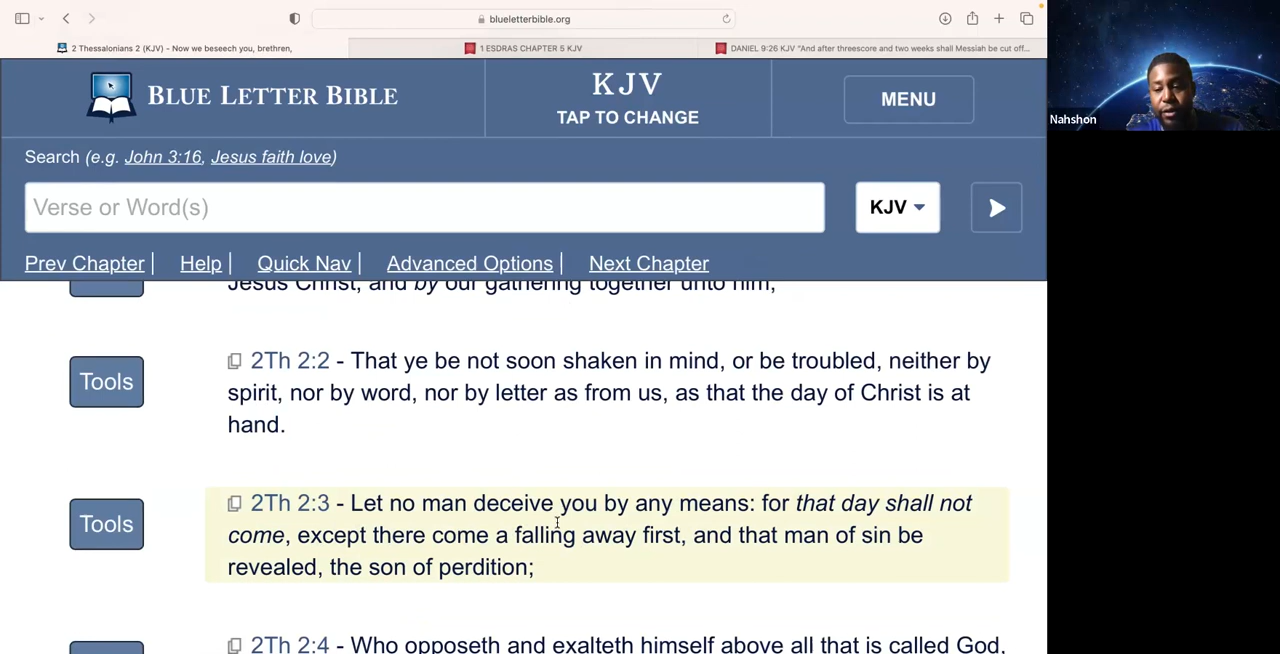 blueletterbible.org
2 Thessalonians 2 (KJV) - Now we beseech you, brethren,
1 ESDRAS CHAPTER 5 KJV
DANIEL 9:26 KJV "And after threescore and two weeks shall Messiah be cut off...
BLUE LETTER BIBLE
KJV
TAP TO CHANGE
MENU
Nahshon
Search (e.g. John 3:16, Jesus faith love)
Verse or Word(s)
KJV
Prev Chapter | Help | Quick Nav | Advanced Options | Next Chapter
Jesus Christ, and by our gathering together unto him,
Tools
2Th 2:2 - That ye be not soon shaken in mind, or be troubled, neither by
spirit, nor by word, nor by letter as from us, as that the day of Christ is at
hand.
Tools
2Th 2:3 - Let no man deceive you by any means: for that day shall not
come, except there come a falling away first, and that man of sin be
revealed, the son of perdition;
2Th 2:4 - Who opposeth and exalteth himself above all that is called God,